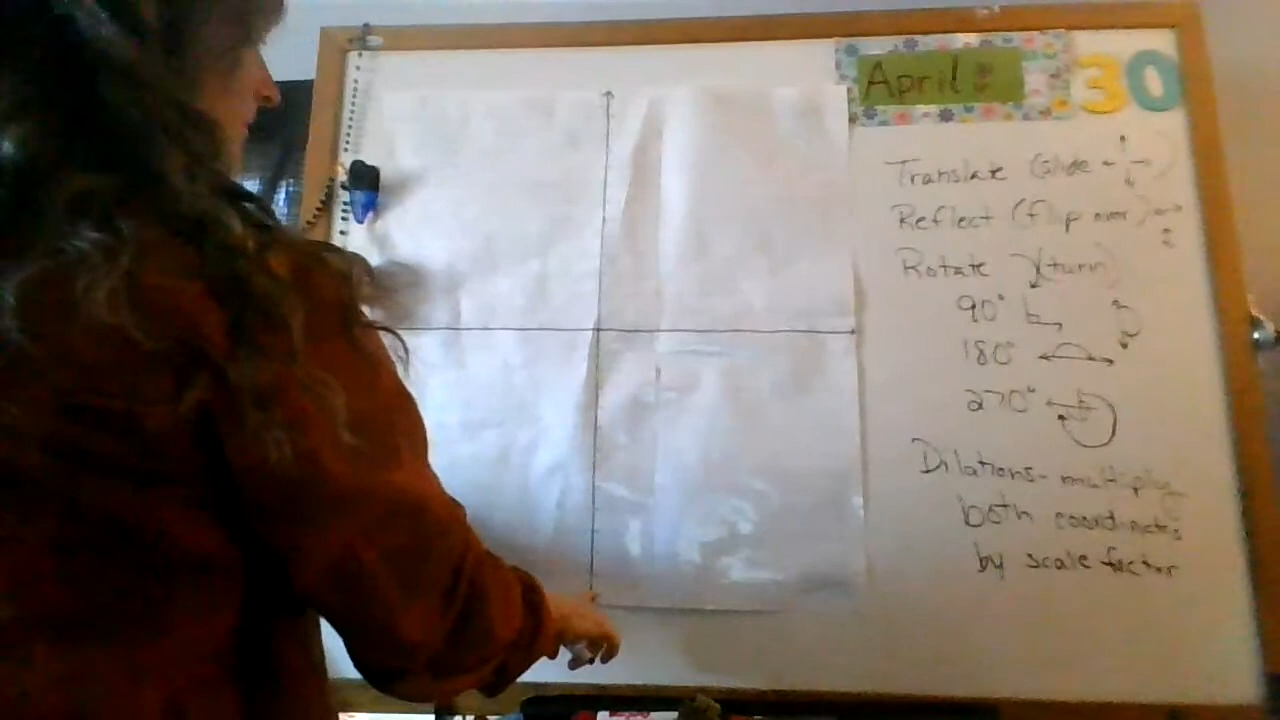 April: 30
Translate (slide
Reflect (flip over)
Rotate (turn)
90°
180°
270°
Dilations - multiply
both coordinates
by scale factor